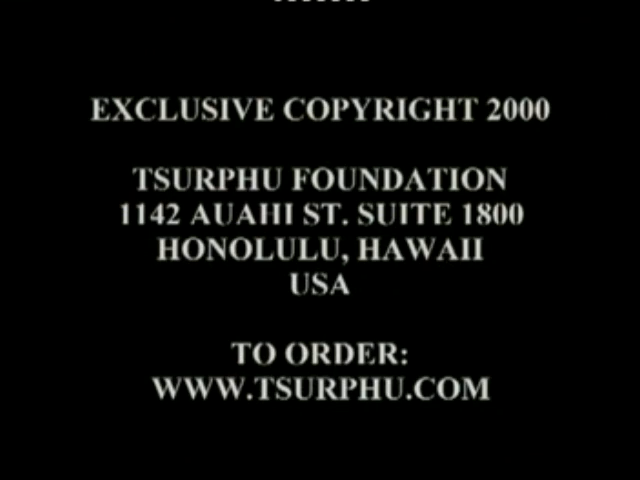 EXCLUSIVE COPYRIGHT 2000
TSURPHU FOUNDATION
1142 AUAHI ST. SUITE 1800
HONOLULU, HAWAII
USA
TO ORDER:
WWW.TSURPHU.COM